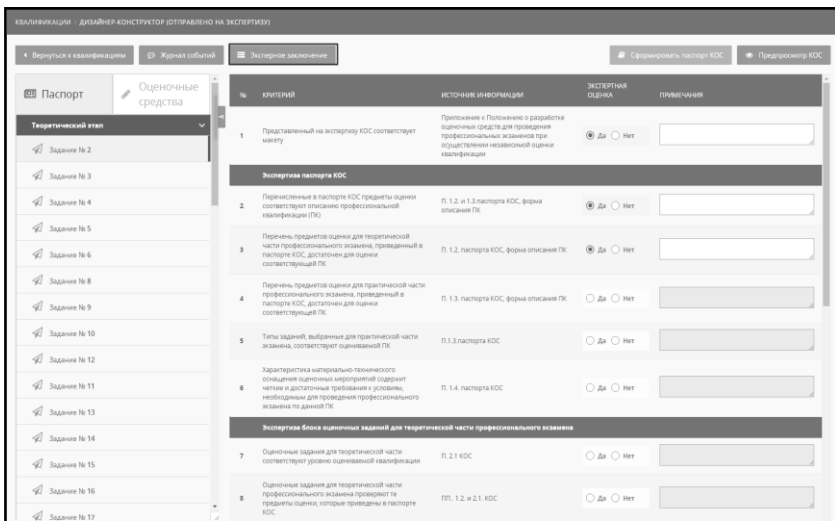 КВАЛИФИКАЦИИ / ДИЗАЙНЕР-КОНСТРУКТОР (ОТПРАВЛЕНО НА ЭКСПЕРТИЗУ)
Вернуться к квалификациям Журнал событий Эксперное заключение Сформировать паспорт КОС Предпросмотр КОС
Паспорт
Оценочные
средства
Теоретический этап
Задание № 2
Задание № 3
Задание № 4
Задание № 5
Задание № 6
Задание № 8
Задание № 9
Задание № 10
Задание № 12
Задание № 11
Задание № 13
Задание № 14
Задание № 15
Задание № 16
Задание № 17
№ КРИТЕРИЙ ИСТОЧНИК ИНФОРМАЦИИ ЭКСПЕРТНАЯ
ОЦЕНКА ПРИМЕЧАНИЯ
1
Представленный на экспертизу КОС соответствует
макету
Приложение к Положению о разработке
оценочных средств для проведения
профессиональных экзаменов при
осуществлении независимой оценки
квалификации
Да Нет
Экспертиза паспорта КОС
2
Перечисленные в паспорте КОС предметы оценки
соответствуют описанию профессиональной
квалификации (ПК)
П. 1.2. и 1.3.паспорта КОС, форма
описания ПК
Да Нет
3
Перечень предметов оценки для теоретической
части профессионального экзамена, приведенный в
паспорте КОС, достаточен для оценки
соответствующей ПК
П. 1.2. паспорта КОС, форма описания ПК
Да Нет
4
Перечень предметов оценки для практической части
профессионального экзамена, приведенный в
паспорте КОС, достаточен для оценки
соответствующей ПК
П. 1.3. паспорта КОС, форма описания ПК
Да Нет
5
Типы заданий, выбранные для практической части
экзамена, соответствуют оцениваемой ПК
П.1.3.паспорта КОС
Да Нет
6
Характеристика материально-технического
оснащения оценочных мероприятий содержит
четкие и достаточные требования к условиям,
необходимым для проведения профессионального
экзамена по данной ПК
П. 1.4. паспорта КОС
Да Нет
Экспертиза блока оценочных заданий для теоретической части профессионального экзамена
7
Оценочные задания для теоретической части
соответствуют уровню оцениваемой квалификации
П. 2.1 КОС
Да Нет
8
Оценочные задания для теоретической части
профессионального экзамена проверяют те
предметы оценки, которые приведены в паспорте
КОС
ПП.. 1.2. и 2.1. КОС
Да Нет